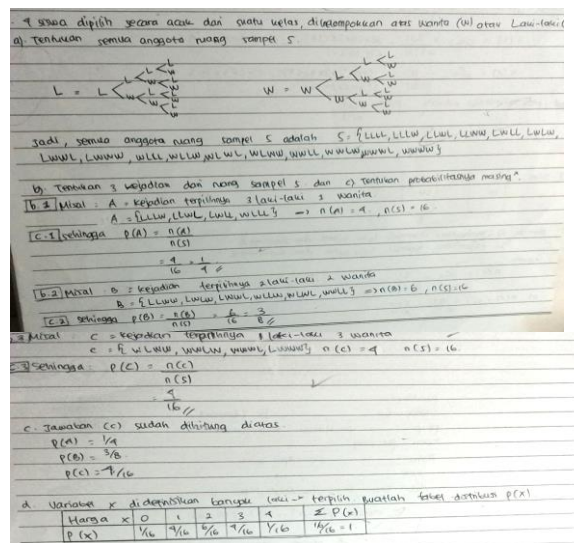 4 siswa dipilih secara acak dari suatu kelas, dikelompokkan atas wanita (W) atau Laki-laki (
a). Tentukan semua anggota ruang sampel S.
L = L
W = W
Jadi, semua anggota ruang sampel S adalah S = {LLLL, LLLW, LLWL, LLWW, LWLL, LWLW,
LWWL, LWWW, WLLL, WLLW, WLWL, WLWW, WWLL, WWLW, WWWL, WWWW}
b). Tentukan 3 kejadian dari ruang sampel S dan c) Tentukan probabilitasnya masing".
b.1 Misal : A = kejadian terpilihnya 3 laki-laki 1 wanita
A = {LLLW, LLWL, LWLL, WLLL} => n(A) = 4, n(S) = 16
C.1 sehingga P(A) = n(A)
n(S)
= 4 = 1
16 4 //
b.2 Misal : B = kejadian terpilihnya 2 laki-laki 2 wanita
B = {LLWW, LWLW, LWWL, WLLW, WLWL, WWLL} => n(B) = 6, n(S) = 16
C.2 sehingga P(B) = n(B) = 6 = 3
n(S) 16 8 //
Misal : C = kejadian terpilihnya 1 laki-laki 3 wanita
C = { WLWW, WWLW, WWWL, LWWW} n(C) = 4 n(S) = 16
Sehingga : P(C) = n(C)
n(S)
= 4
16 //
c. Jawaban (c) sudah dihitung diatas.
P(A) = 1/4
P(B) = 3/8
P(C) = 4/16
d. Variabel x didefinisikan banyak laki-" terpilih buatlah tabel distribusi P(x)
Harga x 0 1 2 3 4 Σ P(x)
P(x) 1/16 4/16 6/16 4/16 1/16 16/16 = 1